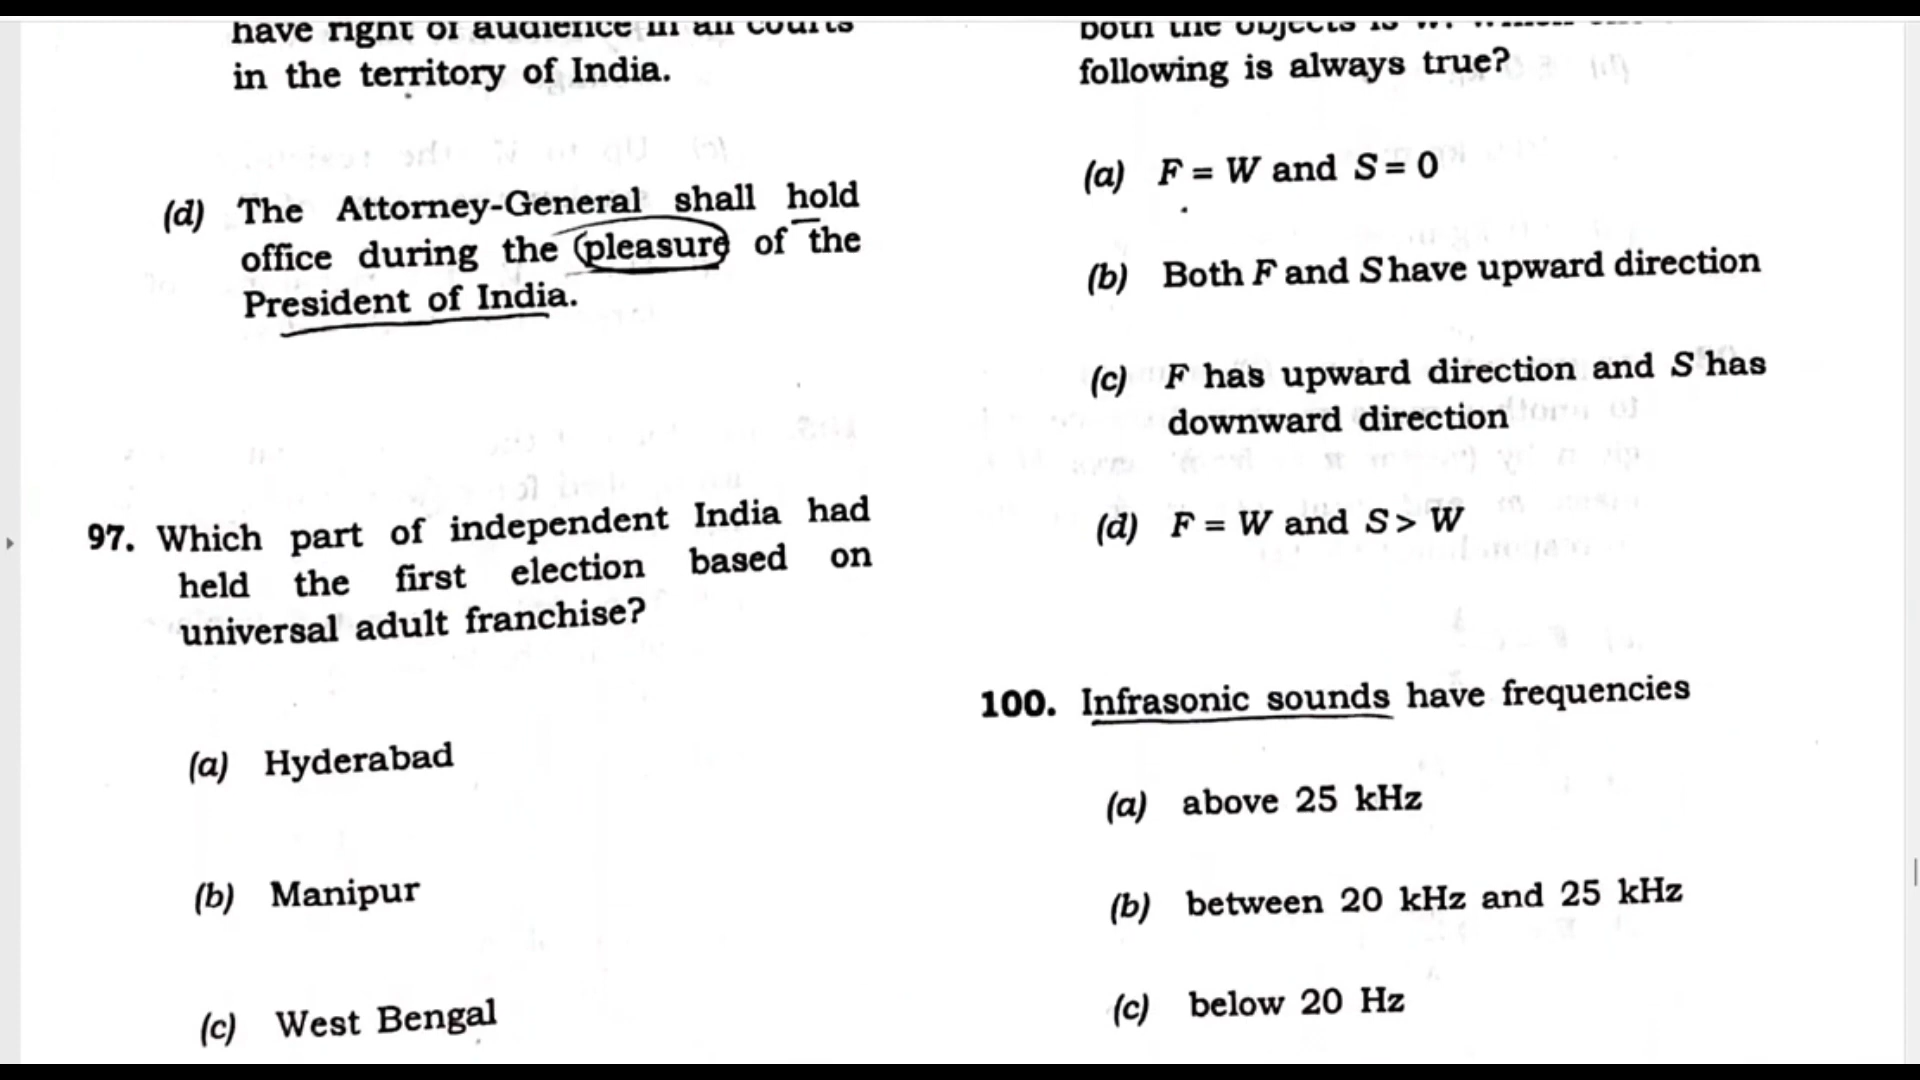 have right of audience in all courts
in the territory of India.
(d) The Attorney-General shall hold
office during the pleasure of the
President of India.
97. Which part of independent India had
held the first election based on
universal adult franchise?
(a) Hyderabad
(b) Manipur
(c) West Bengal
both the objects is W.
following is always true?
(a) F = W and S = 0
(b) Both F and S have upward direction
(c) F has upward direction and S has
downward direction
(d) F = W and S > W
100. Infrasonic sounds have frequencies
(a) above 25 kHz
(b) between 20 kHz and 25 kHz
(c) below 20 Hz